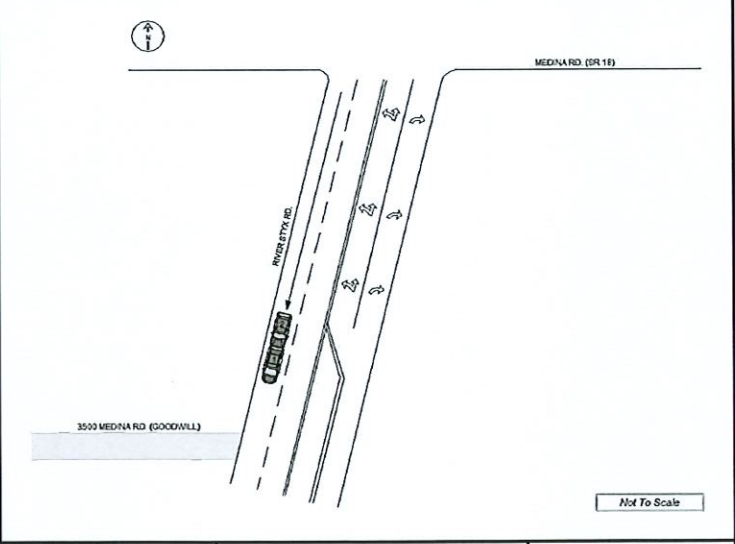 N
MEDINA RD. (SR 18)
RIVER STYX RD.
3500 MEDINA RD. (GOODWILL)
Not To Scale